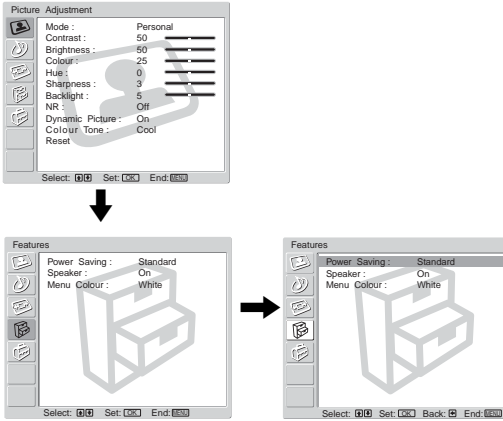 Picture Adjustment
Mode : Personal
Contrast : 50
Brightness : 50
Colour : 25
Hue : 0
Sharpness : 3
Backlight : 5
NR : Off
Dynamic Picture : On
Colour Tone : Cool
Reset
Select: Set: OK End: MENU
Features
Power Saving : Standard
Speaker : On
Menu Colour : White
Select: Set: OK End: MENU
Features
Power Saving : Standard
Speaker : On
Menu Colour : White
Select: Set: OK Back: End: MENU